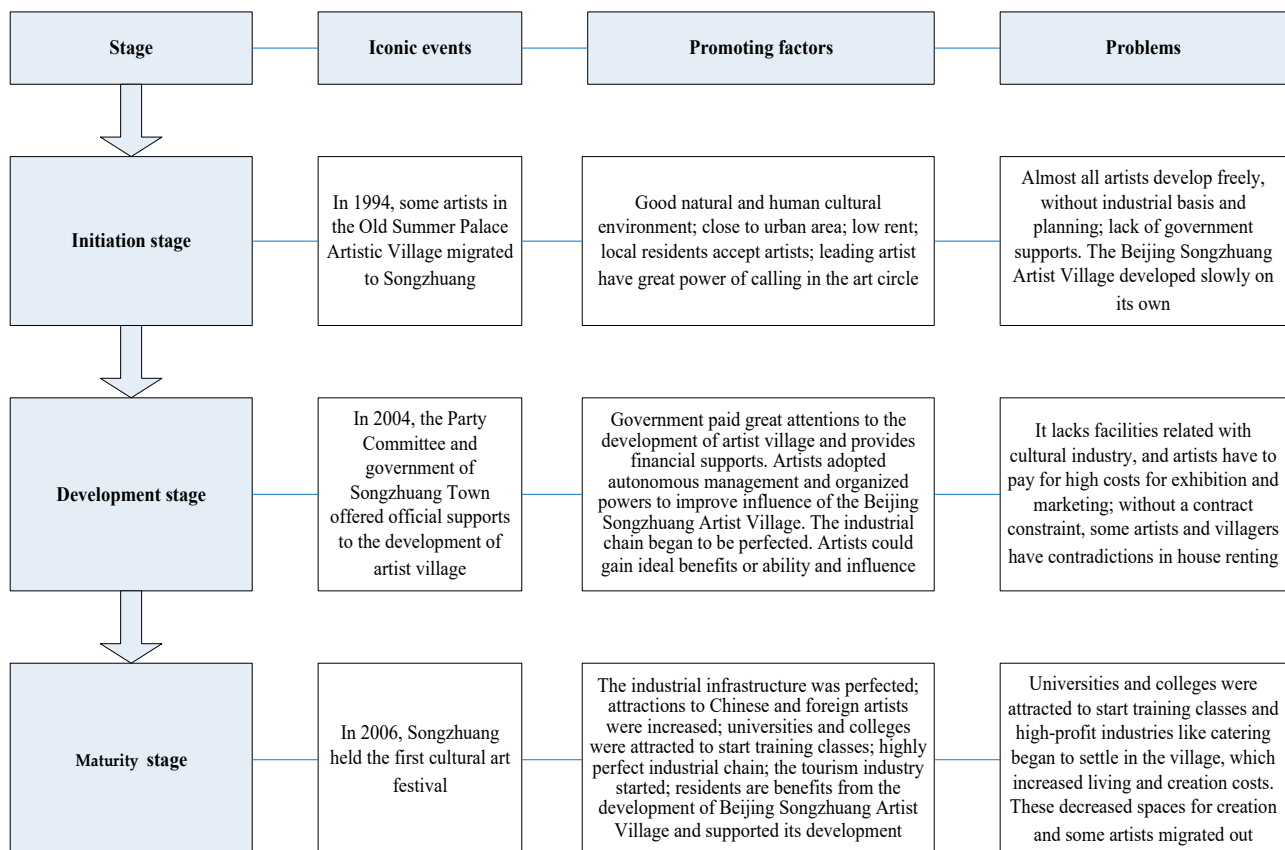 Stage
Iconic events
Promoting factors
Problems
Initiation stage
In 1994, some artists in
the Old Summer Palace
Artistic Village migrated
to Songzhuang
Good natural and human cultural
environment; close to urban area; low rent;
local residents accept artists; leading artist
have great power of calling in the art circle
Almost all artists develop freely,
without industrial basis and
planning; lack of government
supports. The Beijing Songzhuang
Artist Village developed slowly on
its own
Development stage
In 2004, the Party
Committee and
government of
Songzhuang Town
offered official supports
to the development of
artist village
Government paid great attentions to the
development of artist village and provides
financial supports. Artists adopted
autonomous management and organized
powers to improve influence of the Beijing
Songzhuang Artist Village. The industrial
chain began to be perfected. Artists could
gain ideal benefits or ability and influence
It lacks facilities related with
cultural industry, and artists have to
pay for high costs for exhibition and
marketing; without a contract
constraint, some artists and villagers
have contradictions in house renting
Maturity stage
In 2006, Songzhuang
held the first cultural art
festival
The industrial infrastructure was perfected;
attractions to Chinese and foreign artists
were increased; universities and colleges
were attracted to start training classes; highly
perfect industrial chain; the tourism industry
started; residents are benefits from the
development of Beijing Songzhuang Artist
Village and supported its development
Universities and colleges were
attracted to start training classes and
high-profit industries like catering
began to settle in the village, which
increased living and creation costs.
These decreased spaces for creation
and some artists migrated out